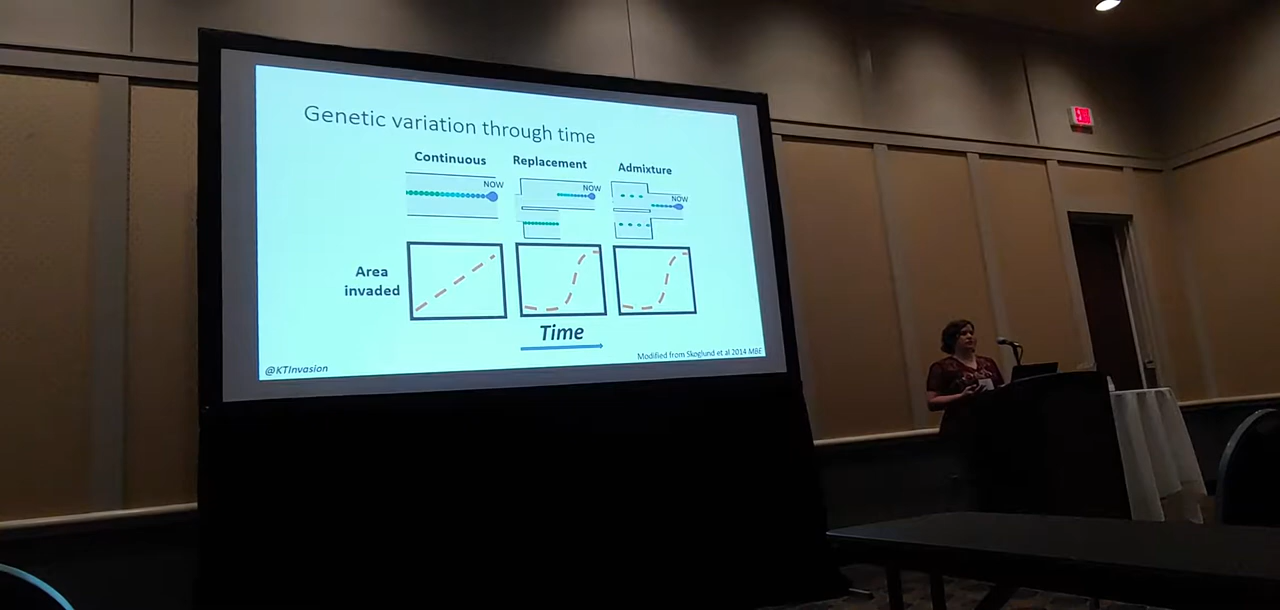 Genetic variation through time
Continuous
Replacement
Admixture
NOW
NOW
NOW
Area
invaded
Time
Modified from Skoglund et al 2014 MBE
@KTInvasion